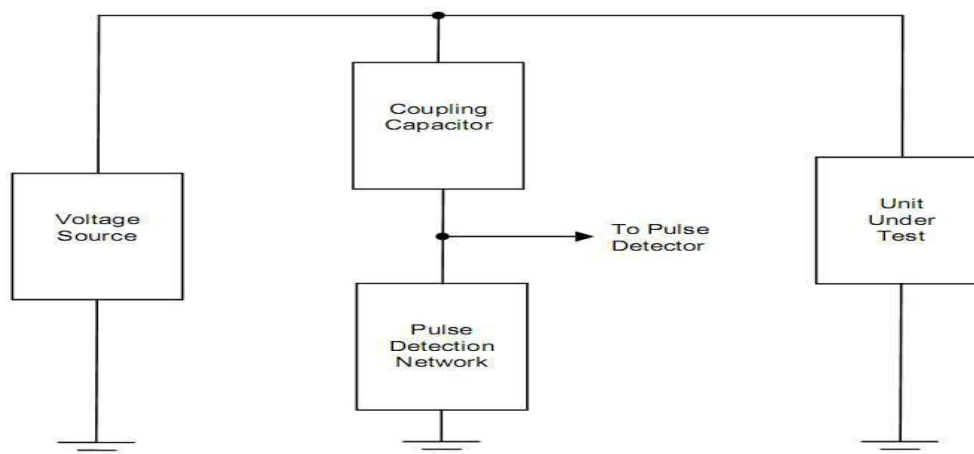 Coupling
Capacitor
Voltage
Source
To Pulse
Detector
Unit
Under
Test
Pulse
Detection
Network